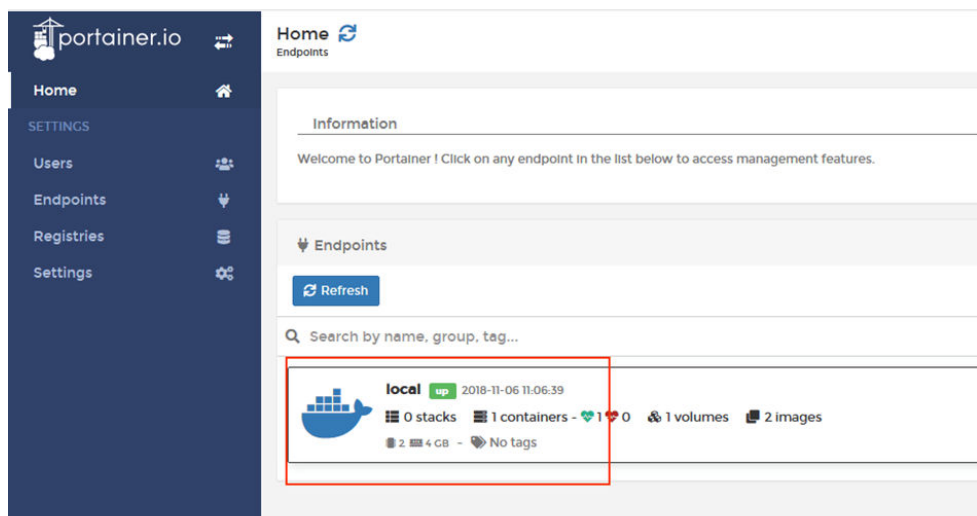 portainer.io
Home
SETTINGS
Users
Endpoints
Registries
Settings
Home
Endpoints
Information
Welcome to Portainer ! Click on any endpoint in the list below to access management features.
Endpoints
Refresh
Search by name, group, tag...
local up 2018-11-06 11:06:39
0 stacks 1 containers - 1 0 1 volumes 2 images
2 4 GB - No tags